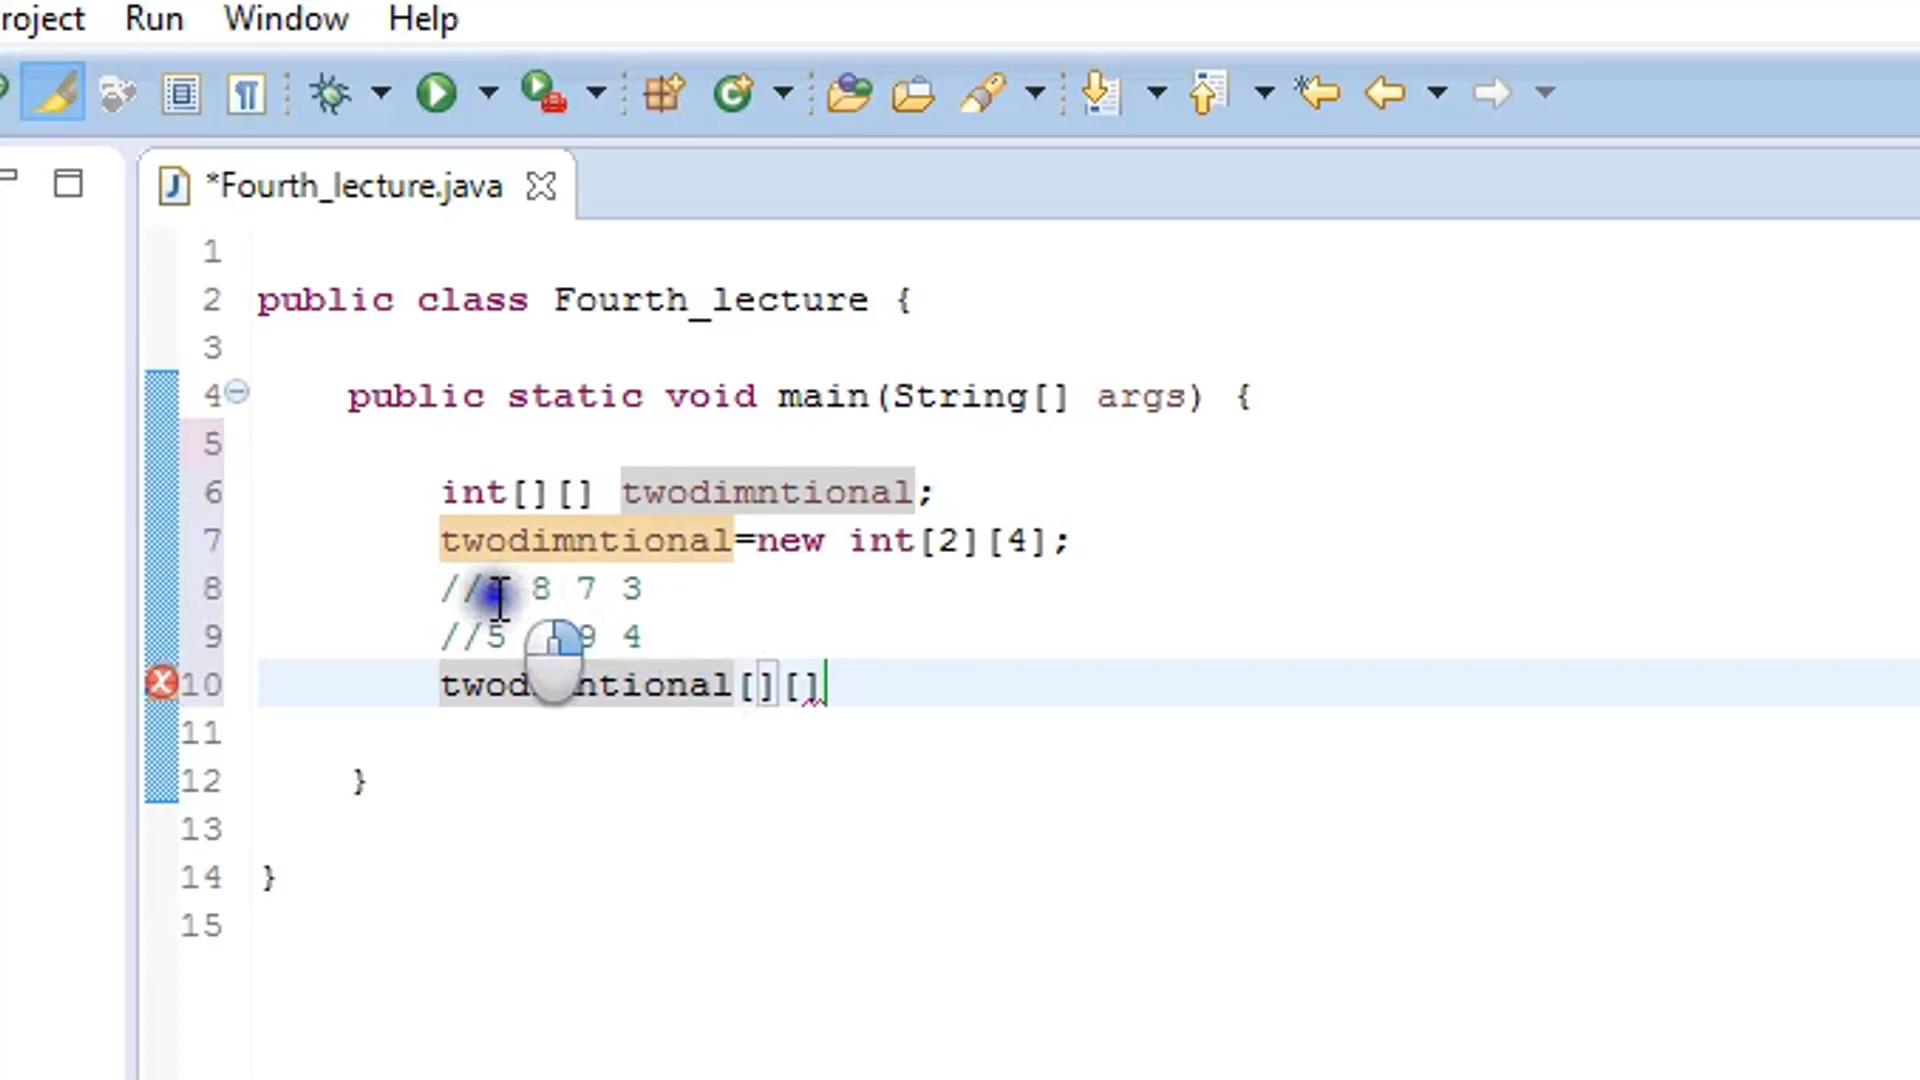 roject Run Window Help
*Fourth_lecture.java
1
2 public class Fourth_lecture {
3
4 public static void main(String[] args) {
5
6 int[][] twodimntional;
7 twodimntional=new int[2][4];
8 // 8 7 3
9 //5 9 4
10 twodimntional[][]
11
12 }
13
14 }
15